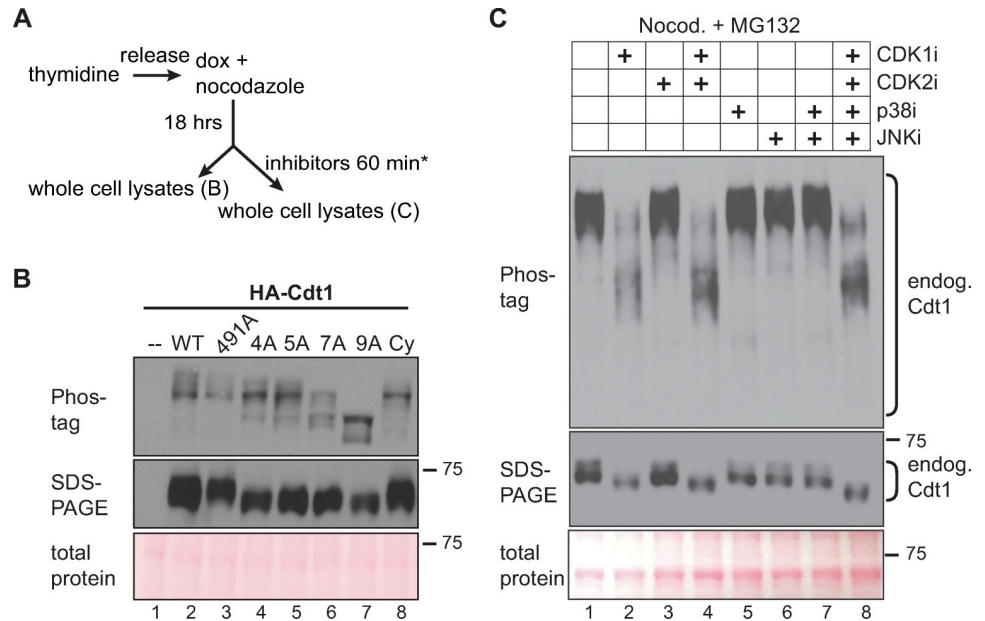 A
thymidine
release
dox +
nocodazole
18 hrs
inhibitors 60 min*
whole cell lysates (B)
whole cell lysates (C)
B
HA-Cdt1
-- WT 491A 4A 5A 7A 9A Cy
Phos-
tag
SDS-
PAGE
75
total
protein
75
1 2 3 4 5 6 7 8
C
Nocod. + MG132
+ + + CDK1i
+ + + CDK2i
+ + + p38i
+ + + JNKi
Phos-
tag
endog.
Cdt1
75
SDS-
PAGE
endog.
Cdt1
total
protein
75
1 2 3 4 5 6 7 8